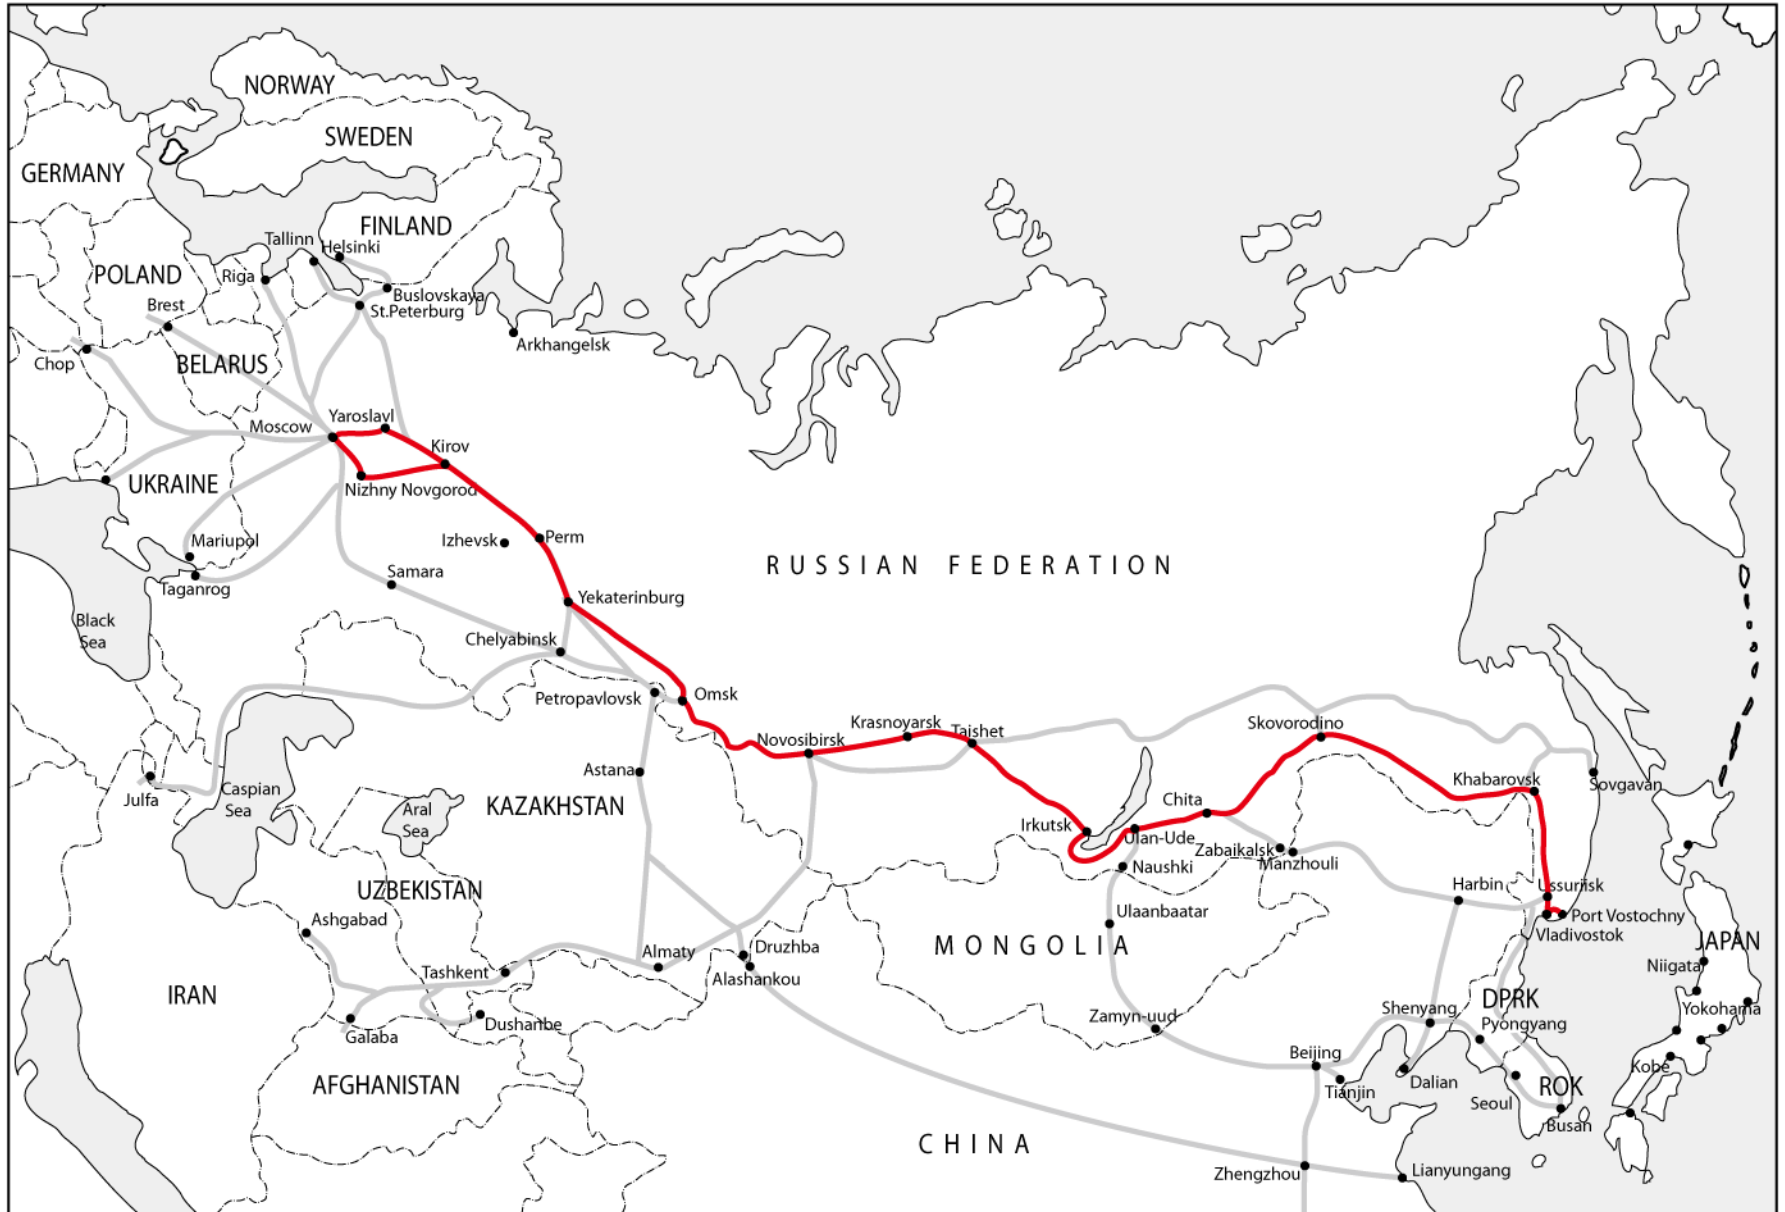 NORWAY
SWEDEN
GERMANY
FINLAND
Tallinn
Helsinki
POLAND
Riga
Buslovskaya
Brest
St.Peterburg
Arkhangelsk
Chop
BELARUS
Yaroslavl
Moscow
Kirov
UKRAINE
Nizhny Novgorod
Mariupol
Izhevsk
Perm
RUSSIAN FEDERATION
Samara
Taganrog
Yekaterinburg
Black
Sea
Chelyabinsk
Petropavlovsk
Omsk
Krasnoyarsk
Taishet
Skovorodino
Novosibirsk
Astana
Khabarovsk
Sovgavan
Julfa
Caspian
Sea
KAZAKHSTAN
Aral
Sea
Chita
Irkutsk
Ulan-Ude
Zabaikalsk
Manzhouli
Naushki
UZBEKISTAN
Harbin
Ussuriisk
Ashgabad
Ulaanbaatar
Port Vostochny
Vladivostok
MONGOLIA
JAPAN
Druzhba
Almaty
Tashkent
Alashankou
Niigata
IRAN
DPRK
Shenyang
Yokohama
Zamyn-uud
Pyongyang
Dushanbe
Galaba
Beijing
Kobe
AFGHANISTAN
Tianjin
Dalian
ROK
Seoul
Busan
CHINA
Zhengzhou
Lianyungang